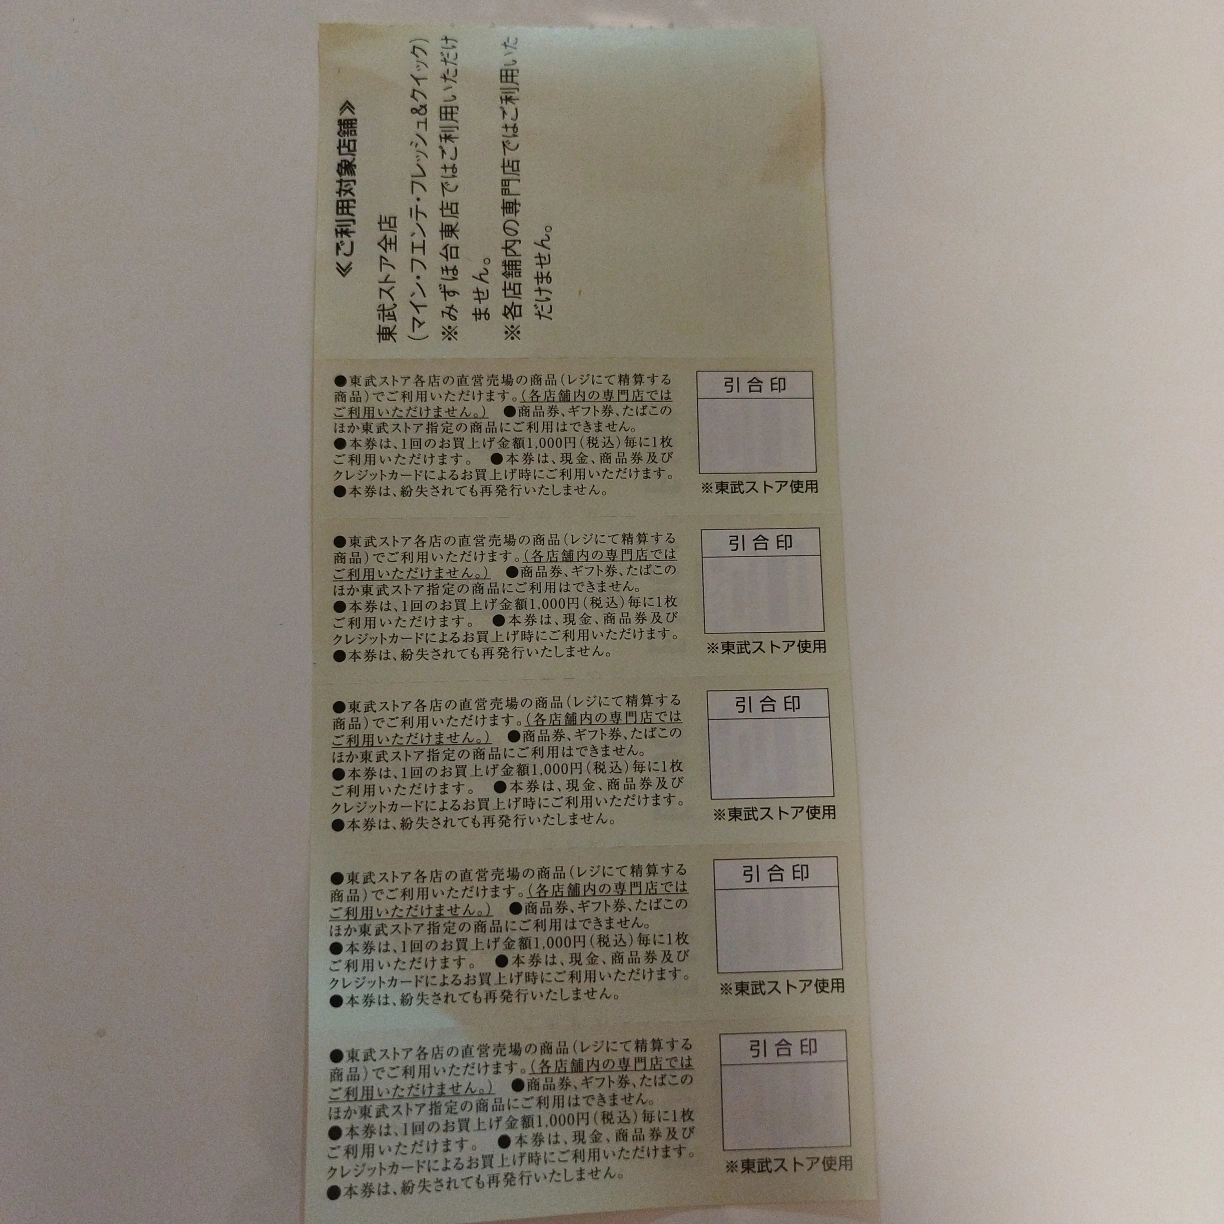 ≪ご利用対象店舗≫
東武ストア全店
(マイン・フエンテ・フレッシュ&クイック)
※みずほ台東店ではご利用いただけ
ません。
※各店舗内の専門店ではご利用いた
だけません。
●東武ストア各店の直営売場の商品(レジにて精算する
商品)でご利用いただけます。(各店舗内の専門店では
ご利用いただけません。) ●商品券、ギフト券、たばこの
ほか東武ストア指定の商品にご利用はできません。
●本券は、1回のお買上げ金額1,000円(税込)毎に1枚
ご利用いただけます。 ●本券は、現金、商品券及び
クレジットカードによるお買上げ時にご利用いただけます。
●本券は、紛失されても再発行いたしません。
引合印
※東武ストア使用
●東武ストア各店の直営売場の商品(レジにて精算する
商品)でご利用いただけます。(各店舗内の専門店では
ご利用いただけません。) ●商品券、ギフト券、たばこの
ほか東武ストア指定の商品にご利用はできません。
●本券は、1回のお買上げ金額1,000円(税込)毎に1枚
ご利用いただけます。 ●本券は、現金、商品券及び
クレジットカードによるお買上げ時にご利用いただけます。
●本券は、紛失されても再発行いたしません。
引合印
※東武ストア使用
●東武ストア各店の直営売場の商品(レジにて精算する
商品)でご利用いただけます。(各店舗内の専門店では
ご利用いただけません。) ●商品券、ギフト券、たばこの
ほか東武ストア指定の商品にご利用はできません。
●本券は、1回のお買上げ金額1,000円(税込)毎に1枚
ご利用いただけます。 ●本券は、現金、商品券及び
クレジットカードによるお買上げ時にご利用いただけます。
●本券は、紛失されても再発行いたしません。
引合印
※東武ストア使用
●東武ストア各店の直営売場の商品(レジにて精算する
商品)でご利用いただけます。(各店舗内の専門店では
ご利用いただけません。) ●商品券、ギフト券、たばこの
ほか東武ストア指定の商品にご利用はできません。
●本券は、1回のお買上げ金額1,000円(税込)毎に1枚
ご利用いただけます。 ●本券は、現金、商品券及び
クレジットカードによるお買上げ時にご利用いただけます。
●本券は、紛失されても再発行いたしません。
引合印
※東武ストア使用
●東武ストア各店の直営売場の商品(レジにて精算する
商品)でご利用いただけます。(各店舗内の専門店では
ご利用いただけません。) ●商品券、ギフト券、たばこの
ほか東武ストア指定の商品にご利用はできません。
●本券は、1回のお買上げ金額1,000円(税込)毎に1枚
ご利用いただけます。 ●本券は、現金、商品券及び
クレジットカードによるお買上げ時にご利用いただけます。
●本券は、紛失されても再発行いたしません。
引合印
※東武ストア使用